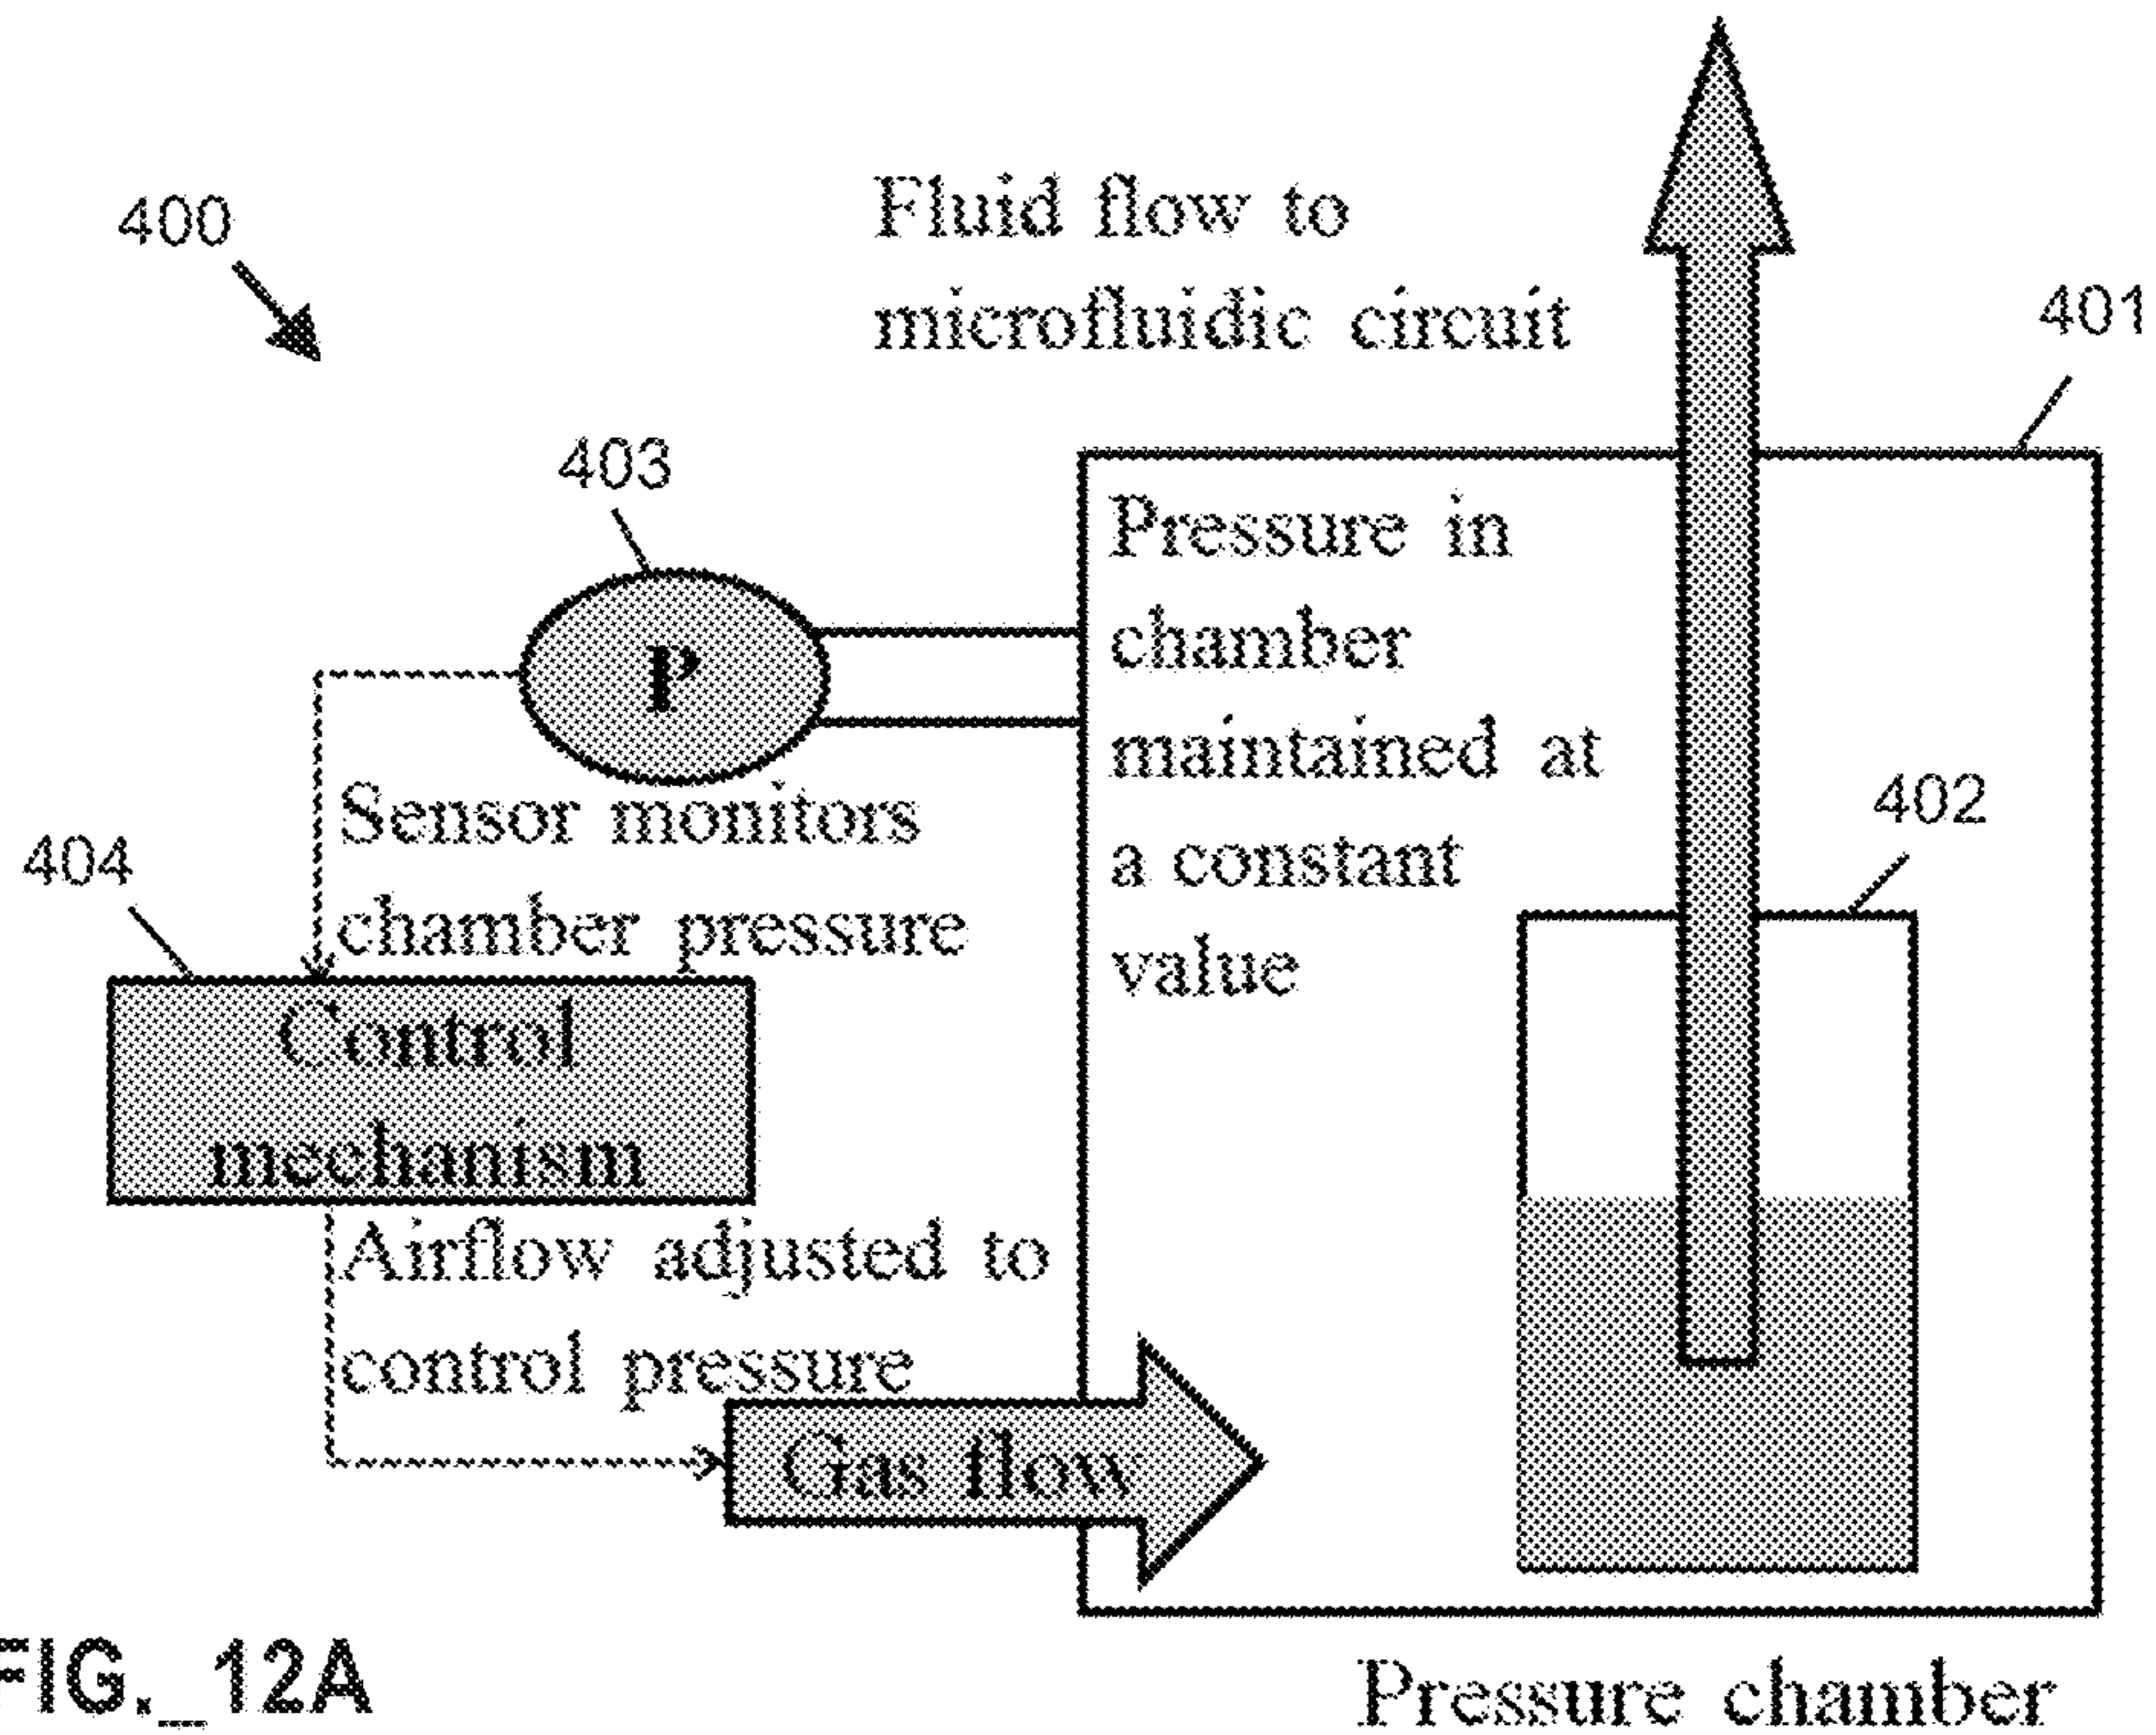 400
Fluid flow to
microfluidic circuit
401
403
Pressure in
chamber
maintained at
a constant
value
P
402
Sensor monitors
chamber pressure
404
Control
mechanism
Airflow adjusted to
control pressure
Gas flow
FIG._12A
Pressure chamber